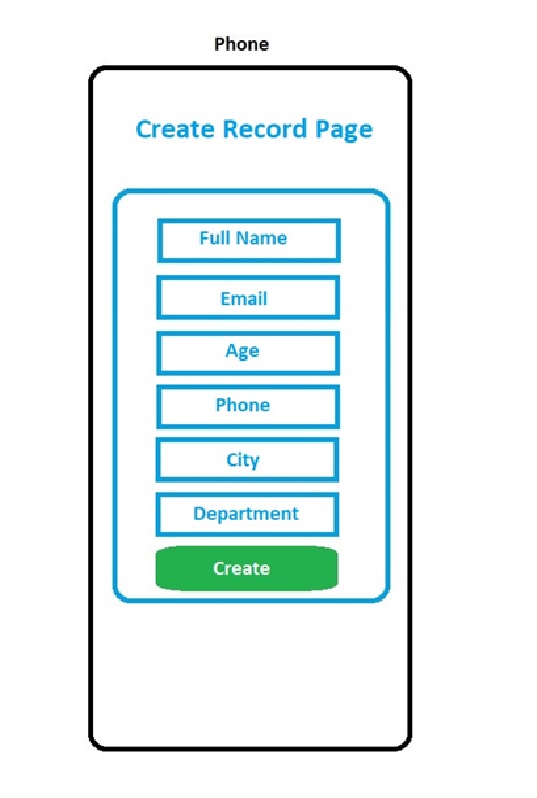 Phone
Create Record Page
Full Name
Email
Age
Phone
City
Department
Create